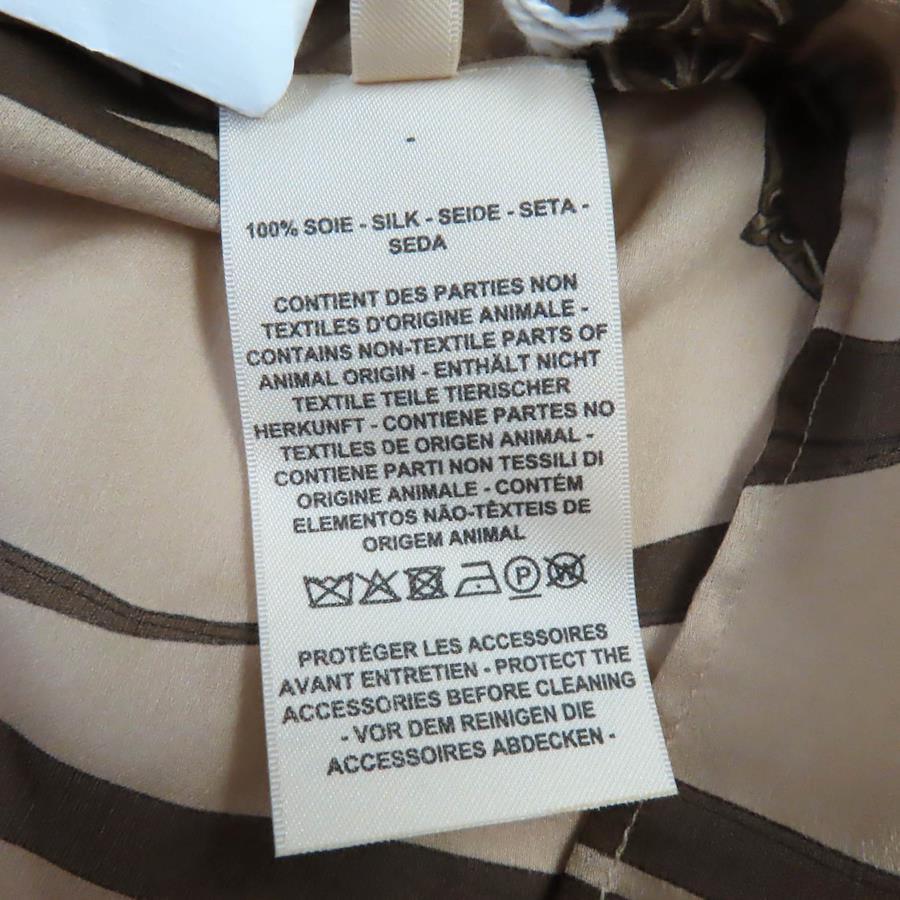 100% SOIE - SILK - SEIDE - SETA -
SEDA
CONTIENT DES PARTIES NON
TEXTILES D'ORIGINE ANIMALE -
CONTAINS NON-TEXTILE PARTS OF
ANIMAL ORIGIN - ENTHÄLT NICHT
TEXTILE TEILE TIERISCHER
HERKUNFT - CONTIENE PARTES NO
TEXTILES DE ORIGEN ANIMAL -
CONTIENE PARTI NON TESSILI DI
ORIGINE ANIMALE - CONTÉM
ELEMENTOS NÃO-TÊXTEIS DE
ORIGEM ANIMAL
P W
PROTÉGER LES ACCESSOIRES
AVANT ENTRETIEN - PROTECT THE
ACCESSORIES BEFORE CLEANING
- VOR DEM REINIGEN DIE
ACCESSOIRES ABDECKEN -